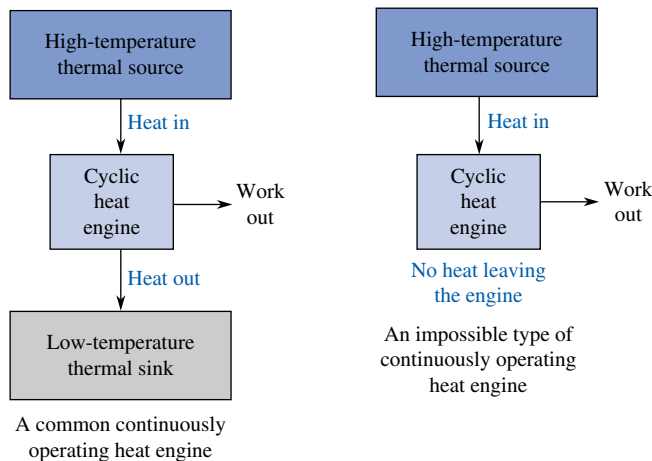 High-temperature
thermal source
Heat in
Cyclic
heat
engine
Work
out
Heat out
Low-temperature
thermal sink
A common continuously
operating heat engine
High-temperature
thermal source
Heat in
Cyclic
heat
engine
Work
out
No heat leaving
the engine
An impossible type of
continuously operating
heat engine